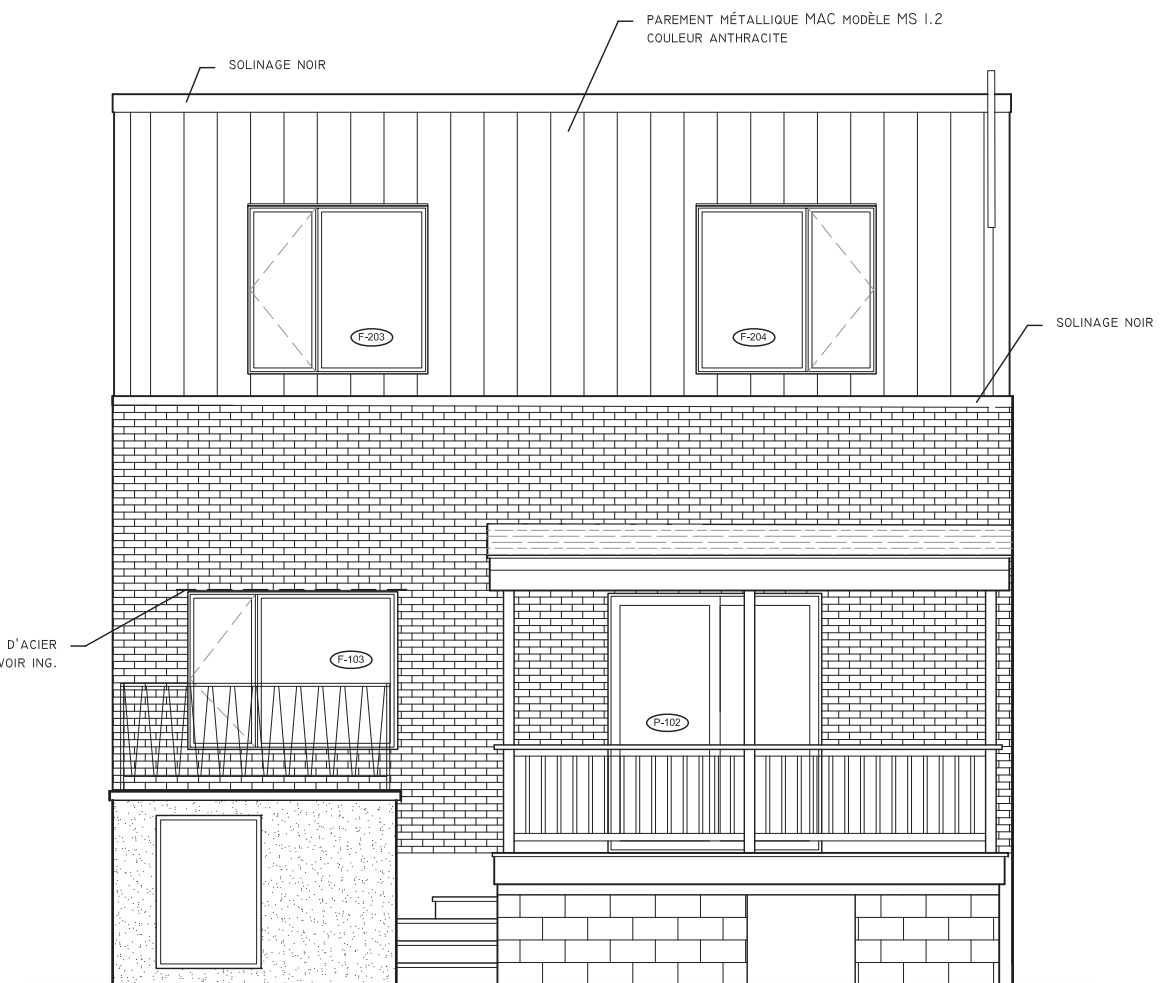 PAREMENT MÉTALLIQUE MAC MODÈLE MS 1.2
COULEUR ANTHRACITE
SOLINAGE NOIR
F-203
F-204
SOLINAGE NOIR
D'ACIER
VOIR ING.
F-103
P-102